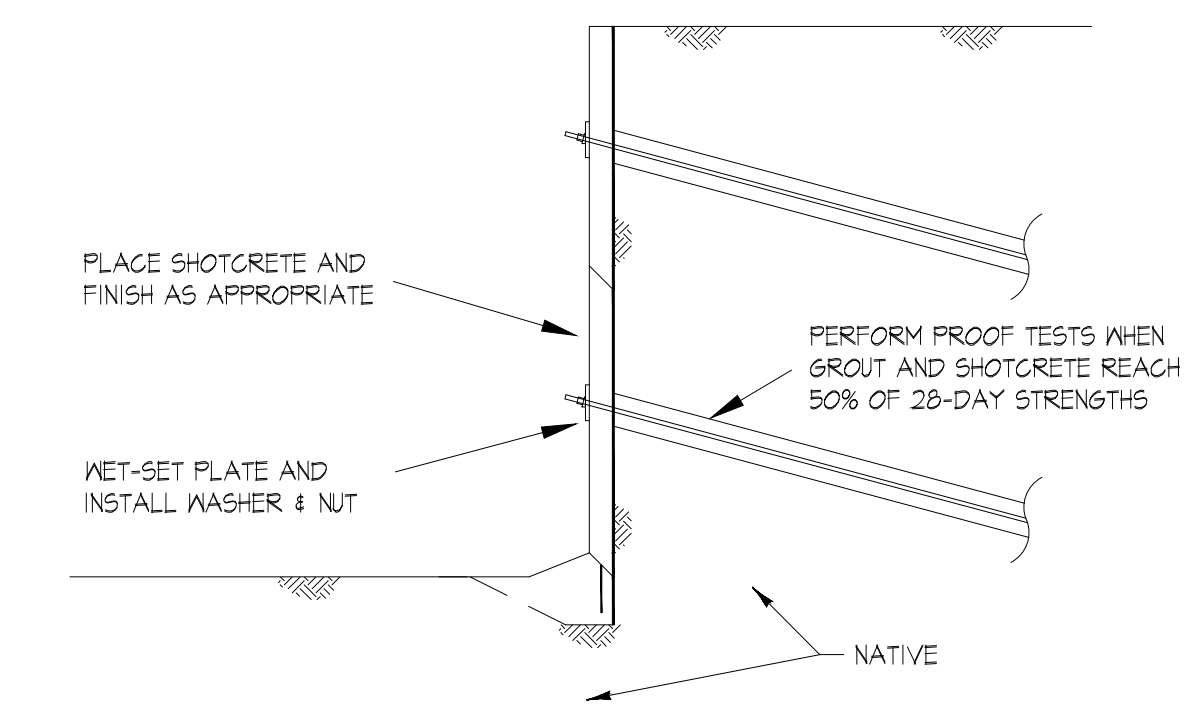 PLACE SHOTCRETE AND
FINISH AS APPROPRIATE
PERFORM PROOF TESTS WHEN
GROUT AND SHOTCRETE REACH
50% OF 28-DAY STRENGTHS
WET-SET PLATE AND
INSTALL WASHER & NUT
NATIVE